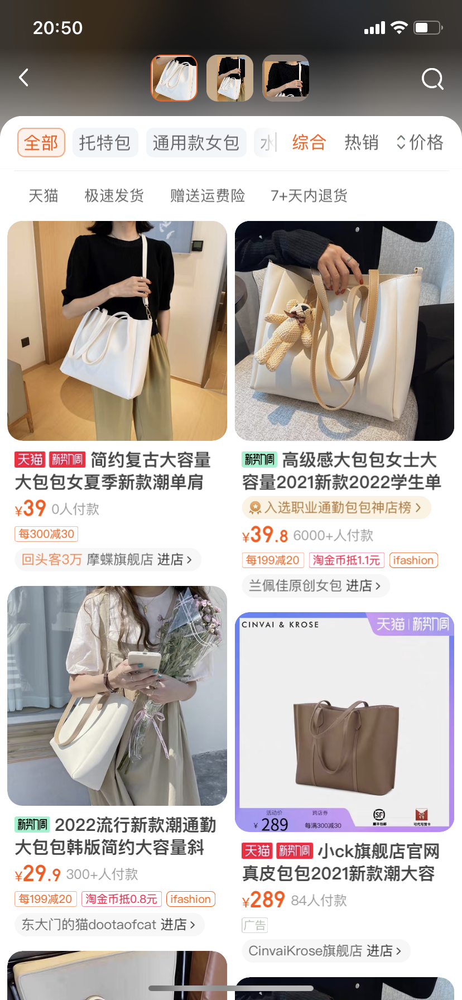 20:50
全部
托特包
通用款女包
水
综合
热销
价格
天猫
极速发货
赠送运费险
7+天内退货
天猫 新势力周 简约复古大容量
大包包女夏季新款潮单肩
¥39 0人付款
每300减30
回头客3万 摩蝶旗舰店 进店
新势力周 高级感大包包女士大
容量2021新款2022学生单
入选职业通勤包包神店榜
¥39.8 6000+人付款
每199减20 淘金币抵1.1元 ifashion
兰佩佳原创女包 进店
新势力周 2022流行新款潮通勤
大包包韩版简约大容量斜
¥29.9 300+人付款
每199减20 淘金币抵0.8元 ifashion
东大门的猫dootaofcat 进店
CINVAI & KROSE
天猫 新势力周
活动价
¥ 289
跨店券
每满300减30
SF
顺丰包邮
可代写贺卡
天猫 新势力周 小ck旗舰店官网
真皮包包2021新款潮大容
¥289 84人付款
广告
CinvaiKrose旗舰店 进店